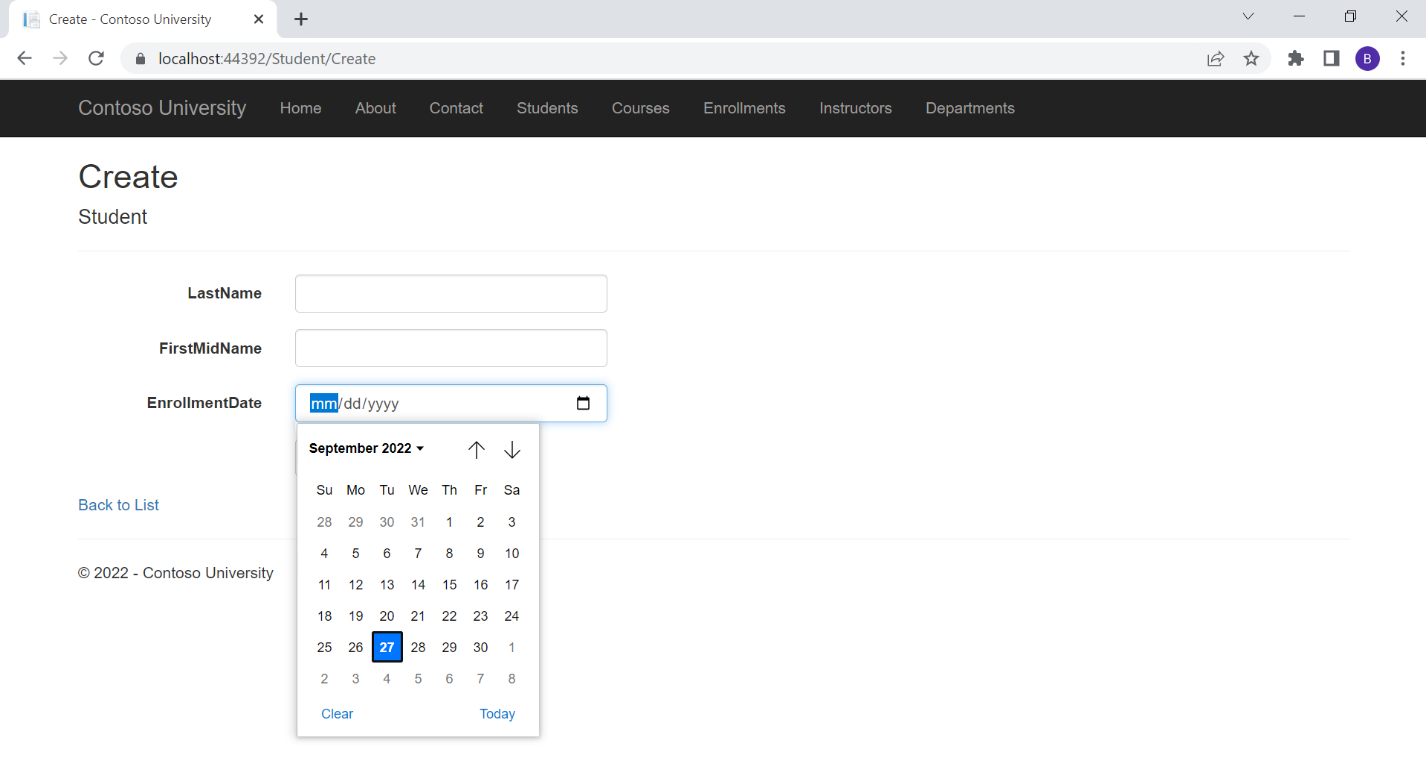 Create - Contoso University
localhost:44392/Student/Create
B
Contoso University Home About Contact Students Courses Enrollments Instructors Departments
Create
Student
LastName
FirstMidName
EnrollmentDate mm/dd/yyyy
September 2022
Su Mo Tu We Th Fr Sa
28 29 30 31 1 2 3
4 5 6 7 8 9 10
11 12 13 14 15 16 17
18 19 20 21 22 23 24
25 26 27 28 29 30 1
2 3 4 5 6 7 8
Clear Today
Back to List
© 2022 - Contoso University